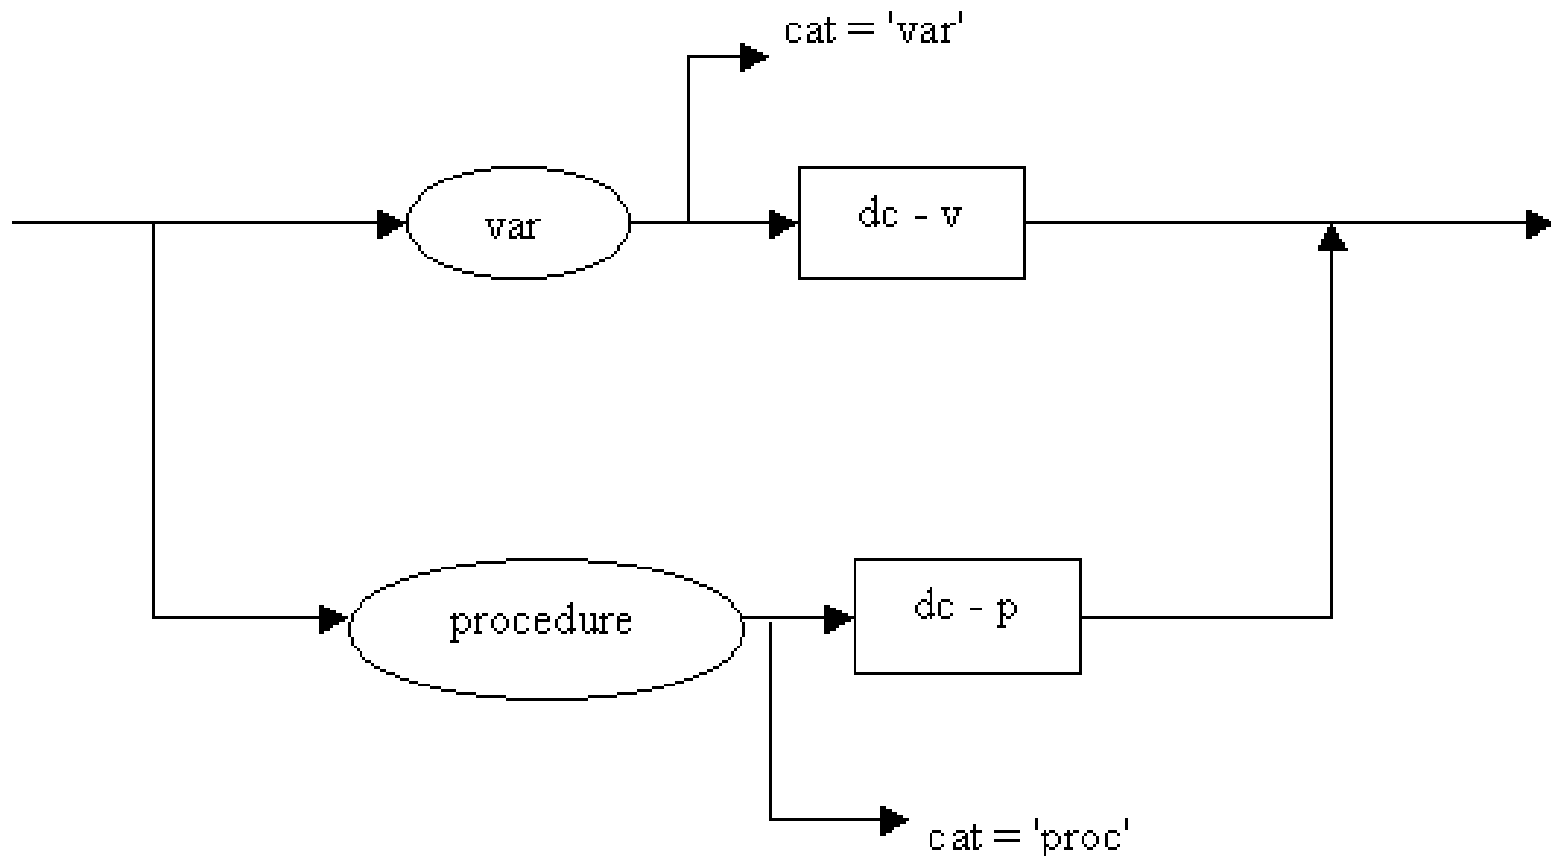 cat = 'var'
var
dc - v
procedure
dc - p
cat = 'proc'